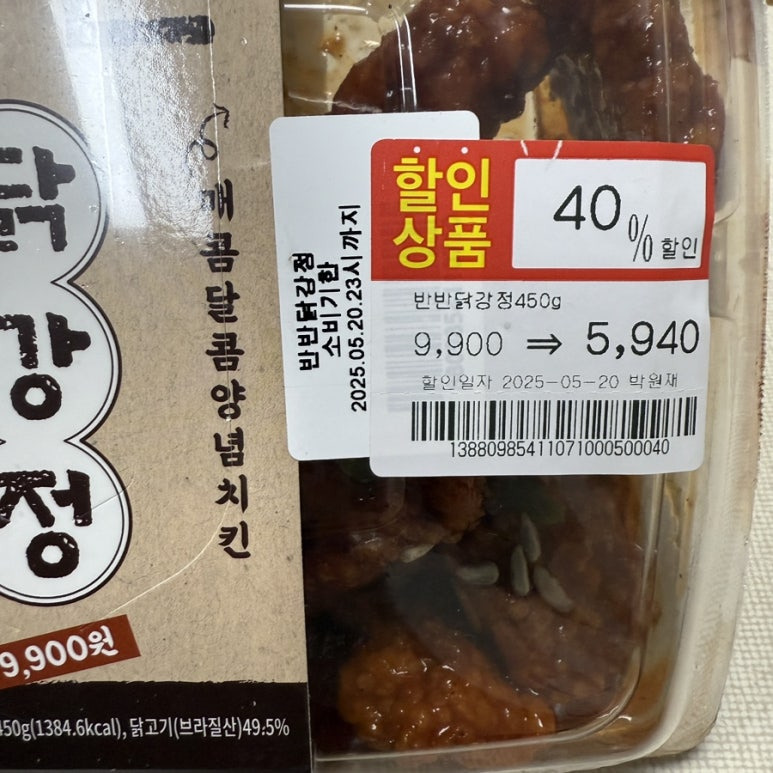 닭
강
정
매콤달콤양념치킨
9,900원
450g(1384.6kcal), 닭고기(브라질산)49.5%
반반닭강정
소비기한
2025.05.20.23시 까지
할인
상품
40% 할인
반반닭강정450g
9,900 ⇒ 5,940
할인일자 2025-05-20 박원재
13880985411071000500040